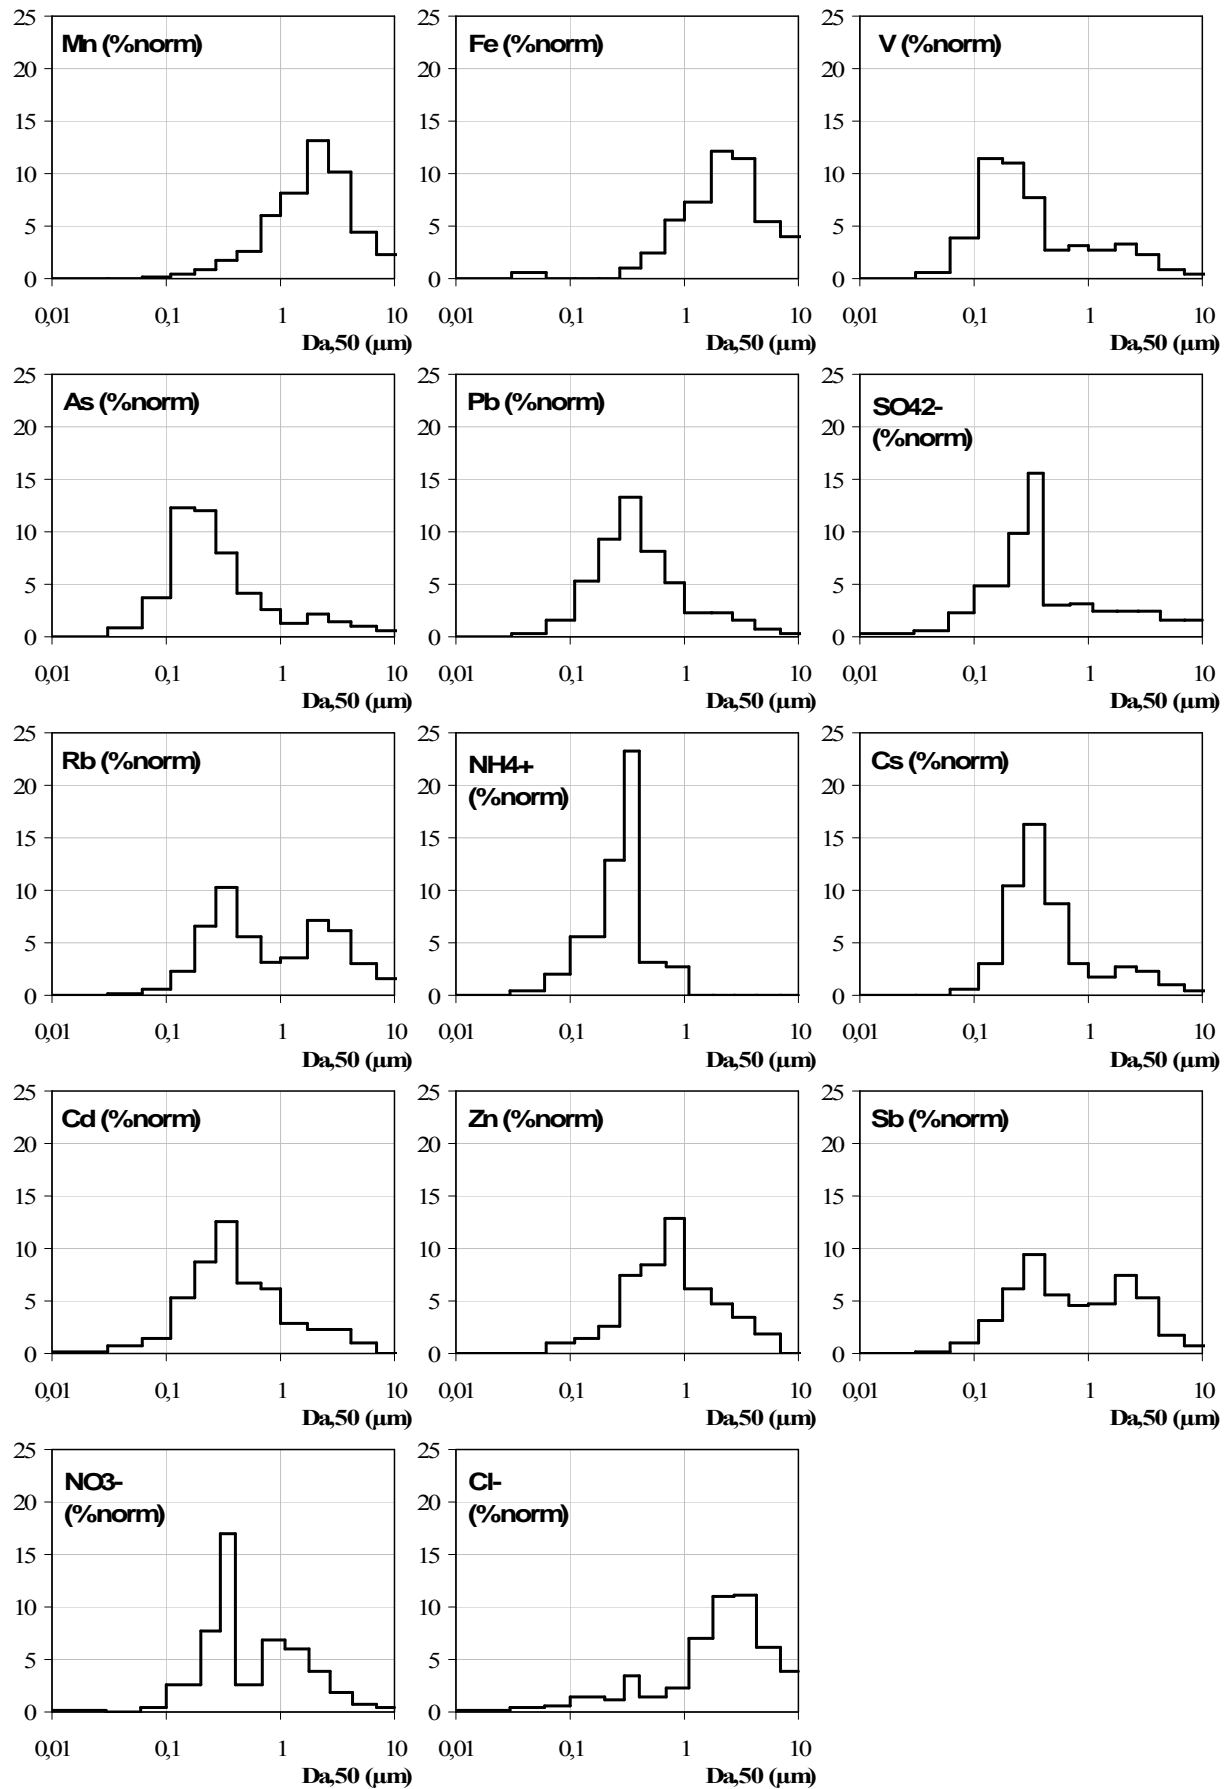 Mn (%norm)
25
20
15
10
5
0
0,01 0,1 1 10
Da,50 (µm)
Fe (%norm)
25
20
15
10
5
0
0,01 0,1 1 10
Da,50 (µm)
V (%norm)
25
20
15
10
5
0
0,01 0,1 1 10
Da,50 (µm)
As (%norm)
25
20
15
10
5
0
0,01 0,1 1 10
Da,50 (µm)
Pb (%norm)
25
20
15
10
5
0
0,01 0,1 1 10
Da,50 (µm)
SO42-
(%norm)
25
20
15
10
5
0
0,01 0,1 1 10
Da,50 (µm)
Rb (%norm)
25
20
15
10
5
0
0,01 0,1 1 10
Da,50 (µm)
NH4+
(%norm)
25
20
15
10
5
0
0,01 0,1 1 10
Da,50 (µm)
Cs (%norm)
25
20
15
10
5
0
0,01 0,1 1 10
Da,50 (µm)
Cd (%norm)
25
20
15
10
5
0
0,01 0,1 1 10
Da,50 (µm)
Zn (%norm)
25
20
15
10
5
0
0,01 0,1 1 10
Da,50 (µm)
Sb (%norm)
25
20
15
10
5
0
0,01 0,1 1 10
Da,50 (µm)
NO3-
(%norm)
25
20
15
10
5
0
0,01 0,1 1 10
Da,50 (µm)
Cl-
(%norm)
25
20
15
10
5
0
0,01 0,1 1 10
Da,50 (µm)